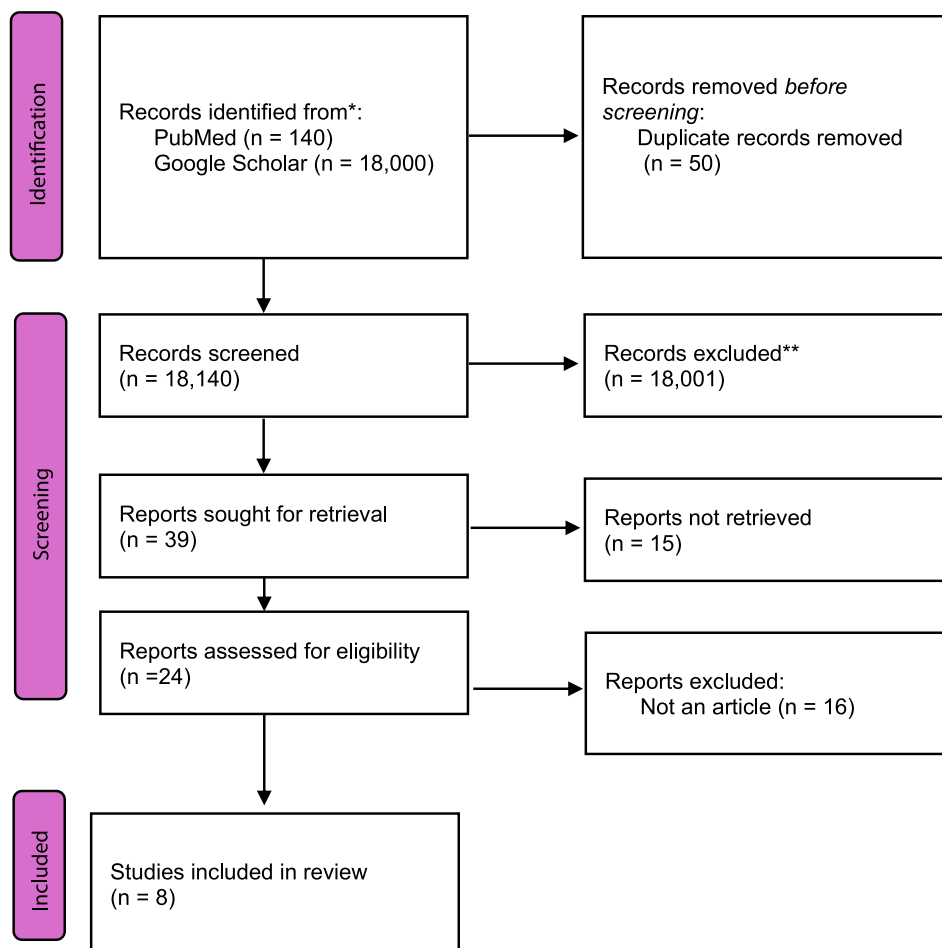 Identification
Records identified from*:
PubMed (n = 140)
Google Scholar (n = 18,000)
Records removed before
screening:
Duplicate records removed
(n = 50)
Screening
Records screened
(n = 18,140)
Records excluded**
(n = 18,001)
Reports sought for retrieval
(n = 39)
Reports not retrieved
(n = 15)
Reports assessed for eligibility
(n =24)
Reports excluded:
Not an article (n = 16)
Included
Studies included in review
(n = 8)